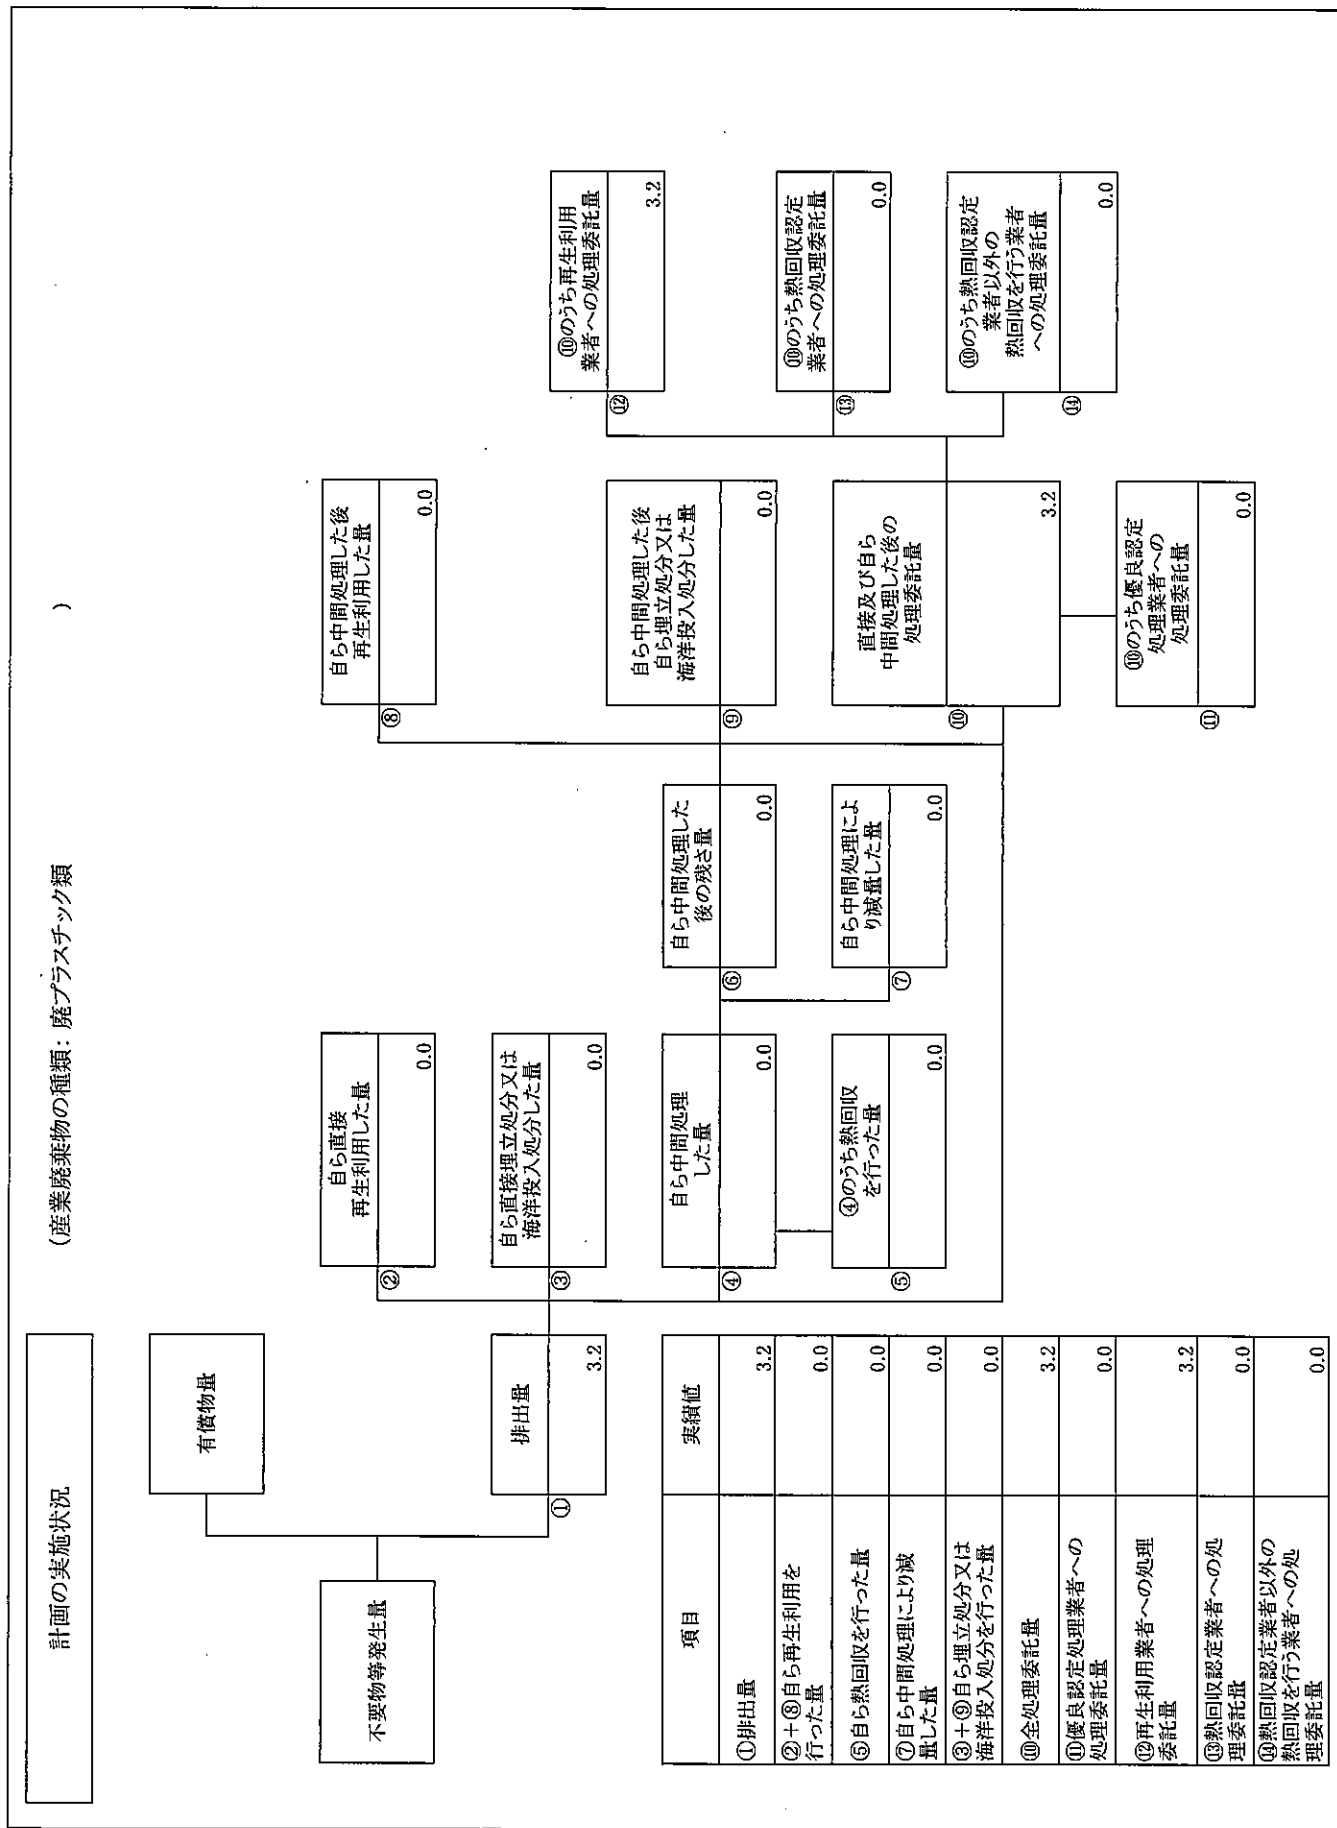 計画の実施状況
(産業廃棄物の種類：廃プラスチック類 )
有償物量
不要物等発生量
①
排出量
3.2
②
自ら直接
再生利用した量
0.0
③
自ら直接埋立処分又は
海洋投入処分した量
0.0
④
自ら中間処理
した量
0.0
⑤
④のうち熱回収
を行った量
0.0
⑥
自ら中間処理した
後の残さ量
0.0
⑦
自ら中間処理によ
り減量した量
0.0
⑧
自ら中間処理した後
再生利用した量
0.0
⑨
自ら中間処理した後
自ら埋立処分又は
海洋投入処分した量
0.0
⑩
直接及び自ら
中間処理した後の
処理委託量
3.2
⑪
⑩のうち優良認定
処理業者への
処理委託量
0.0
⑫
⑩のうち再生利用
業者への処理委託量
3.2
⑬
⑩のうち熱回収認定
業者への処理委託量
0.0
⑭
⑩のうち熱回収認定
業者以外の
熱回収を行う業者
への処理委託量
0.0
項目 実績値
①排出量 3.2
②+⑧自ら再生利用を
行った量 0.0
⑤自ら熱回収を行った量 0.0
⑦自ら中間処理により減
量した量 0.0
③+⑨自ら埋立処分又は
海洋投入処分を行った量 0.0
⑩全処理委託量 3.2
⑪優良認定処理業者への
処理委託量 0.0
⑫再生利用業者への処理
委託量 3.2
⑬熱回収認定業者への処
理委託量 0.0
⑭熱回収認定業者以外の
熱回収を行う業者への処
理委託量 0.0